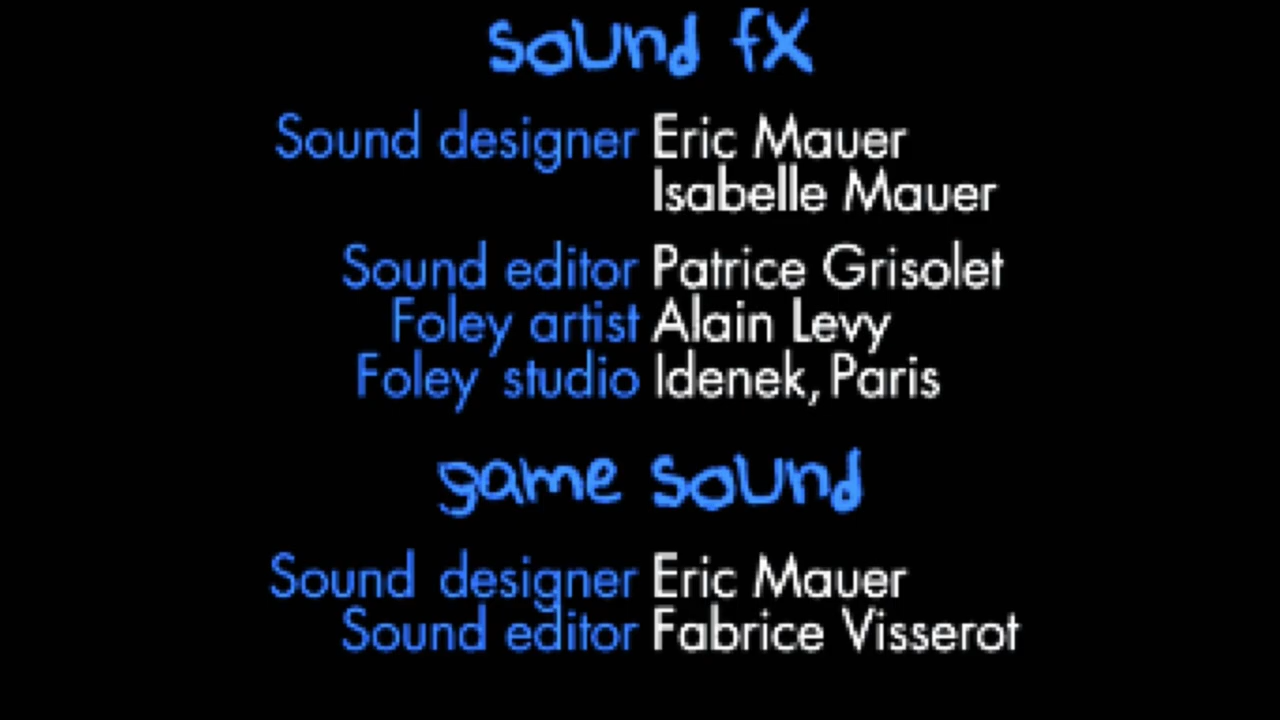 sound fX
Sound designer Eric Mauer
Isabelle Mauer
Sound editor Patrice Grisolet
Foley artist Alain Levy
Foley studio Idenek, Paris
game sound
Sound designer Eric Mauer
Sound editor Fabrice Visserot